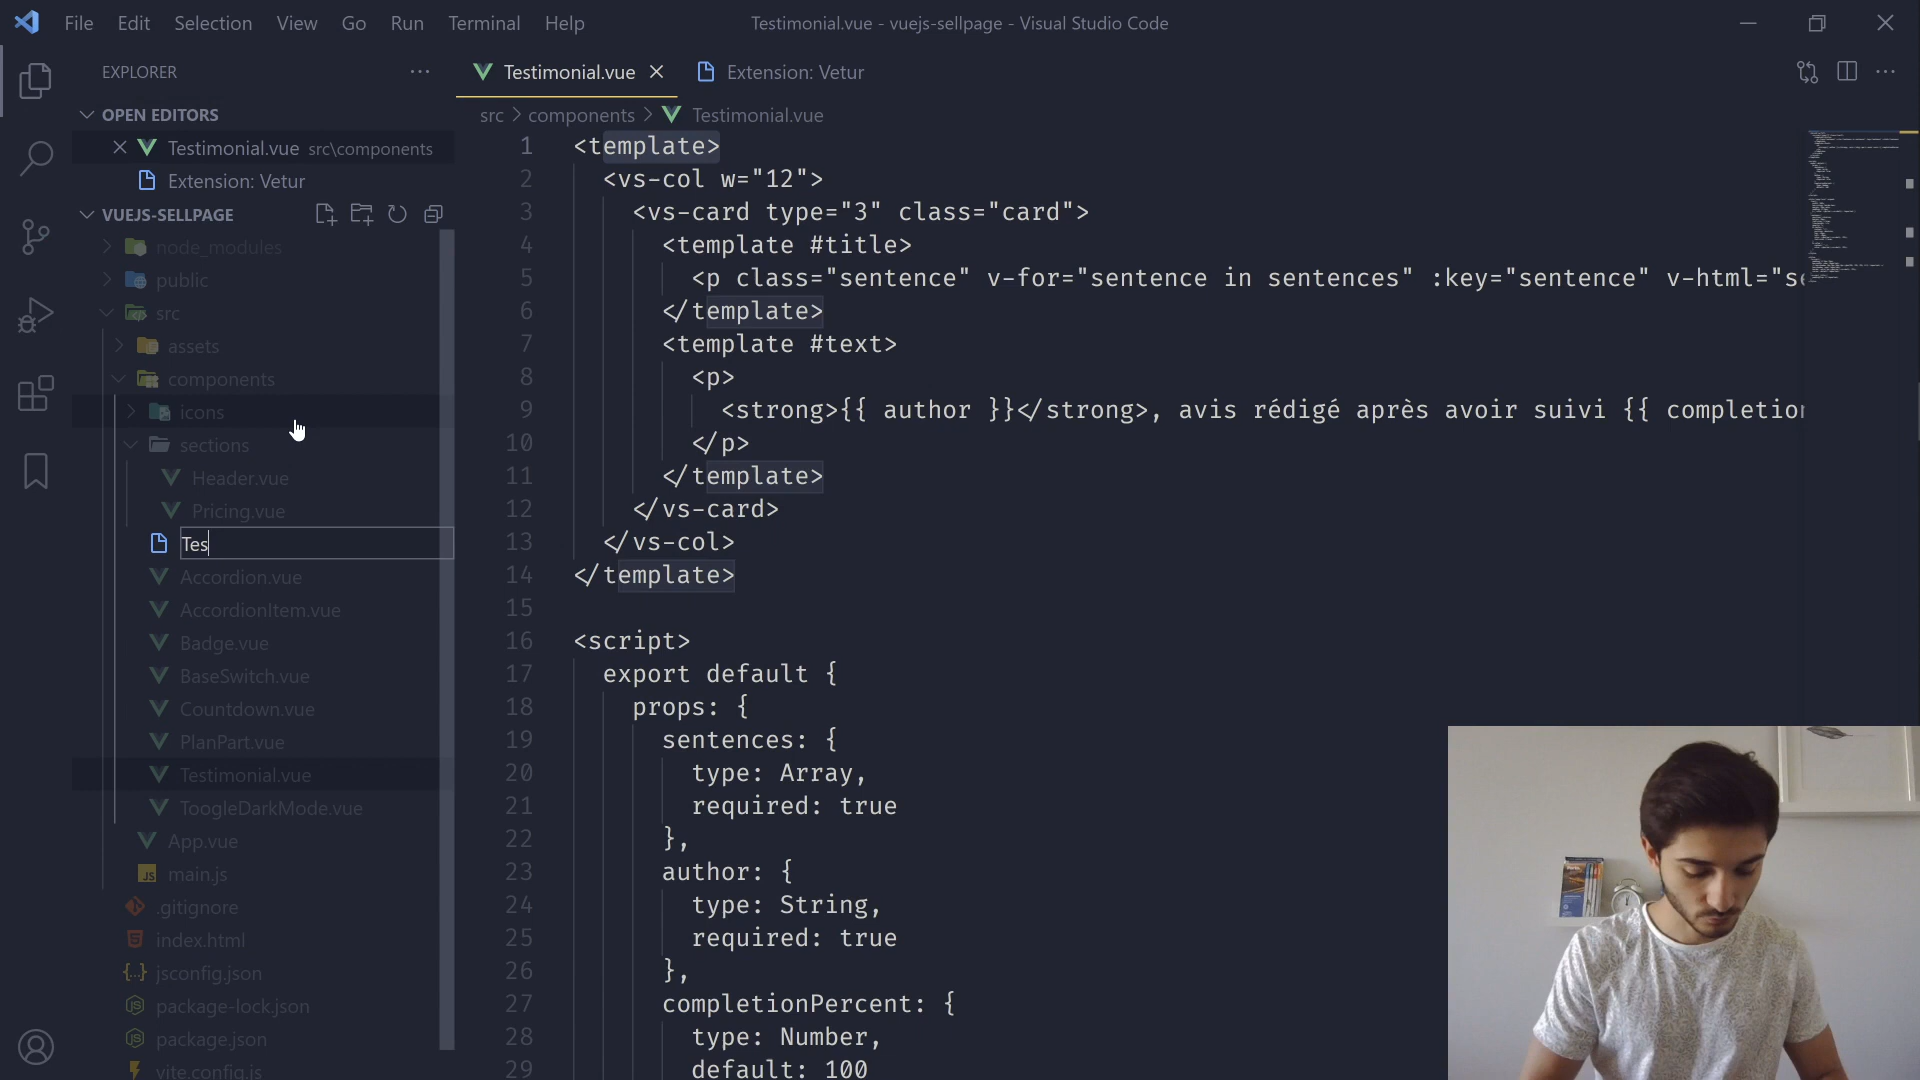 File Edit Selection View Go Run Terminal Help
Testimonial.vue - vuejs-sellpage - Visual Studio Code
EXPLORER
OPEN EDITORS
Testimonial.vue src\components
Extension: Vetur
VUEJS-SELLPAGE
node_modules
public
src
assets
components
icons
sections
Header.vue
Pricing.vue
Tes
Accordion.vue
AccordionItem.vue
Badge.vue
BaseSwitch.vue
Countdown.vue
PlanPart.vue
Testimonial.vue
ToogleDarkMode.vue
App.vue
main.js
.gitignore
index.html
jsconfig.json
package-lock.json
package.json
vite.config.js
Testimonial.vue
Extension: Vetur
src > components > Testimonial.vue
1 <template>
2 <vs-col w="12">
3 <vs-card type="3" class="card">
4 <template #title>
5 <p class="sentence" v-for="sentence in sentences" :key="sentence" v-html="se
6 </template>
7 <template #text>
8 <p>
9 <strong>{{ author }}</strong>, avis rédigé après avoir suivi {{ completion
10 </p>
11 </template>
12 </vs-card>
13 </vs-col>
14 </template>
15
16 <script>
17 export default {
18 props: {
19 sentences: {
20 type: Array,
21 required: true
22 },
23 author: {
24 type: String,
25 required: true
26 },
27 completionPercent: {
28 type: Number,
29 default: 100